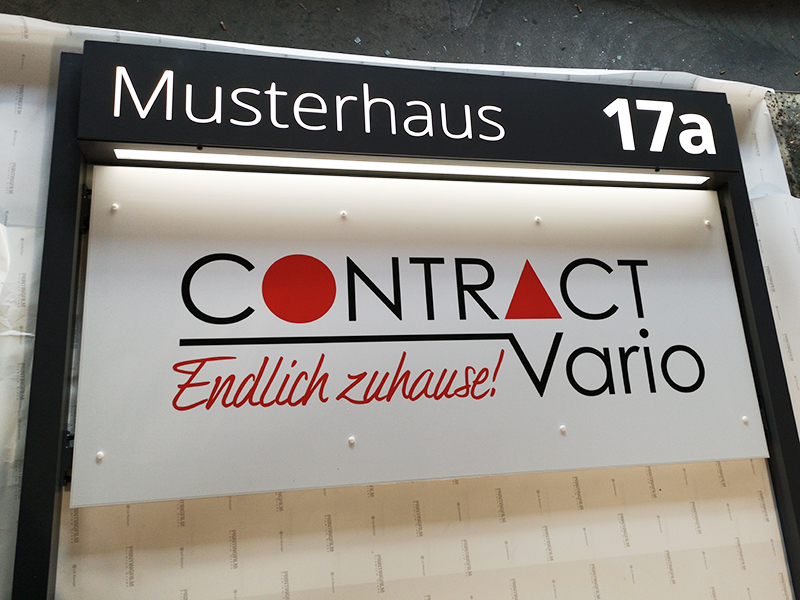 Musterhaus 17a
CONTRACT
Vario
Endlich zuhause!